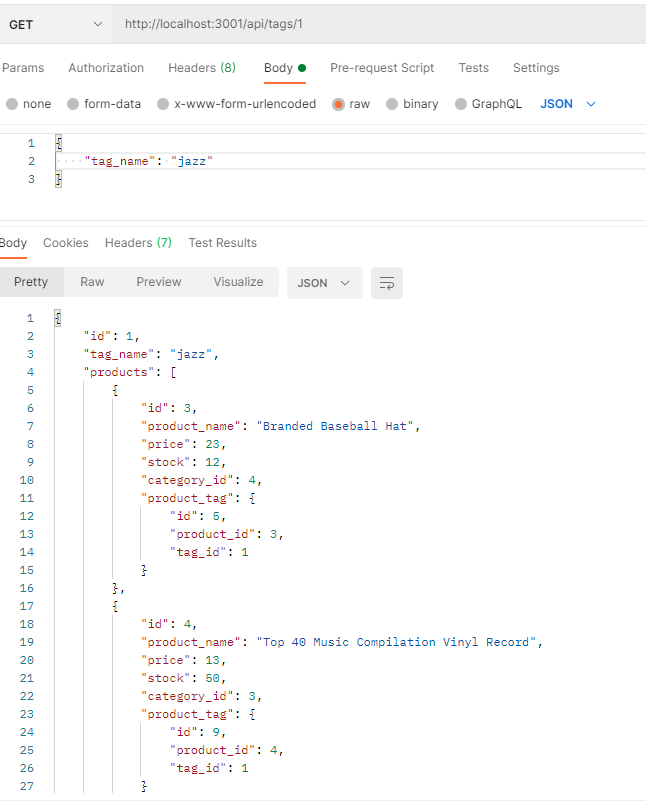 GET http://localhost:3001/api/tags/1
Params Authorization Headers (8) Body Pre-request Script Tests Settings
none form-data x-www-form-urlencoded raw binary GraphQL JSON
1 {
2 ····"tag_name":·"jazz"
3 }
Body Cookies Headers (7) Test Results
Pretty Raw Preview Visualize JSON
1 {
2 "id": 1,
3 "tag_name": "jazz",
4 "products": [
5 {
6 "id": 3,
7 "product_name": "Branded Baseball Hat",
8 "price": 23,
9 "stock": 12,
10 "category_id": 4,
11 "product_tag": {
12 "id": 5,
13 "product_id": 3,
14 "tag_id": 1
15 }
16 },
17 {
18 "id": 4,
19 "product_name": "Top 40 Music Compilation Vinyl Record",
20 "price": 13,
21 "stock": 50,
22 "category_id": 3,
23 "product_tag": {
24 "id": 9,
25 "product_id": 4,
26 "tag_id": 1
27 }